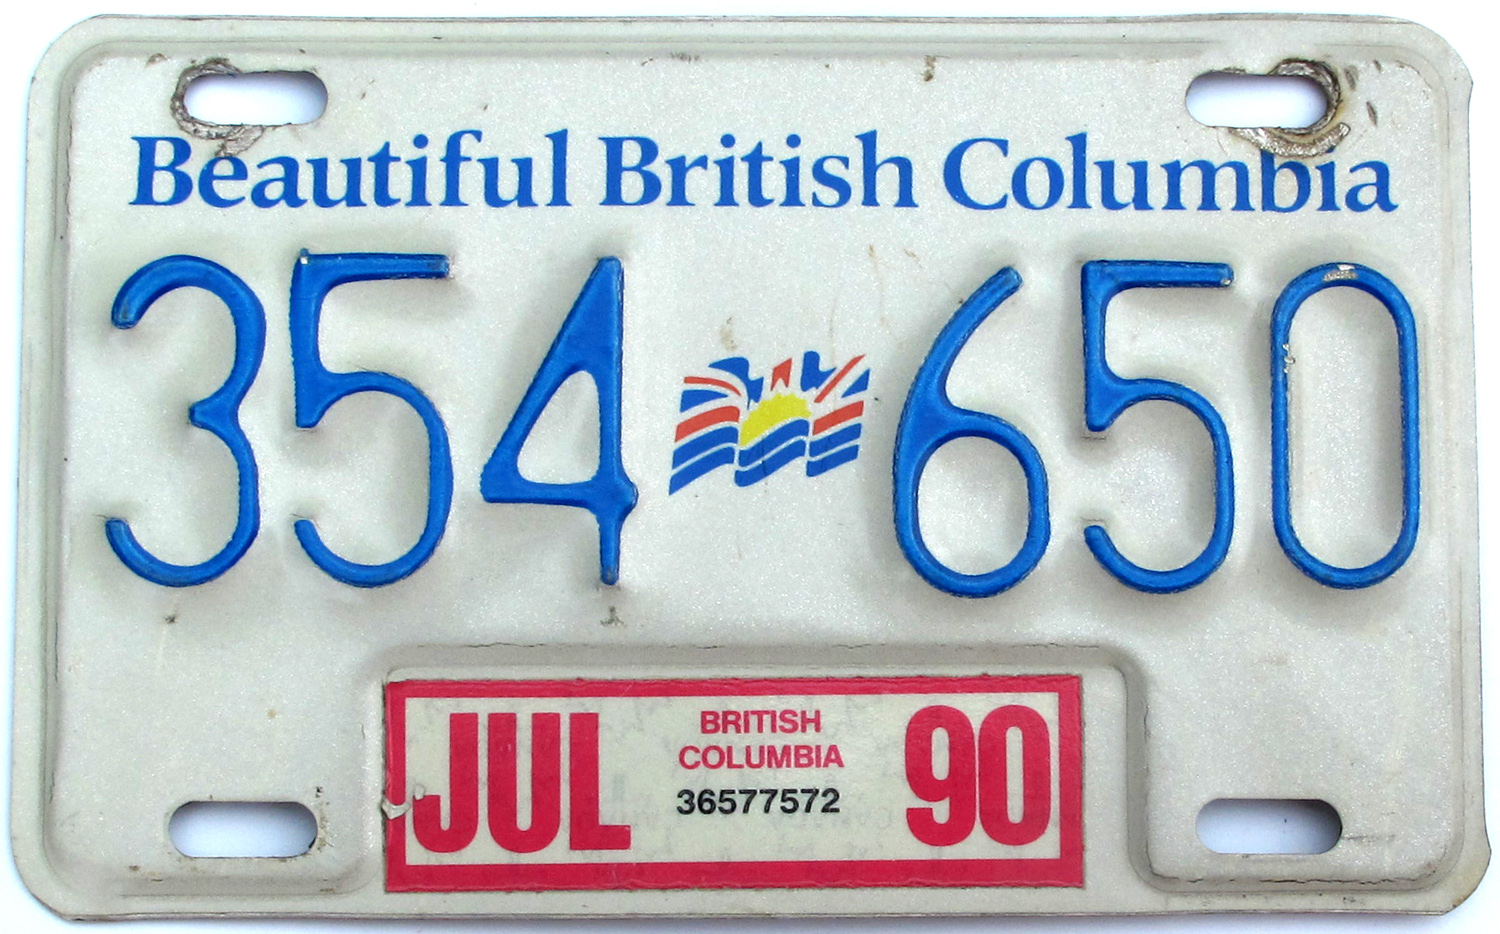 Beautiful British Columbia
354 650
JUL
BRITISH
COLUMBIA
36577572
90